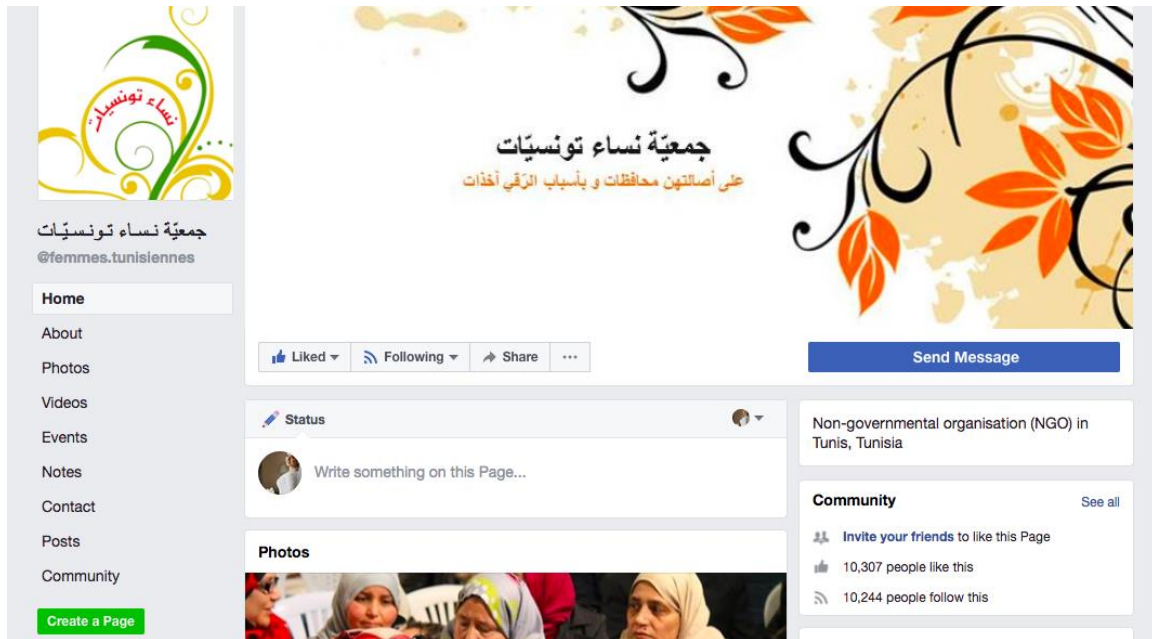 نساء تونسيات
جمعيّة نساء تونسيّات
@femmes.tunisiennes
Home
About
Photos
Videos
Events
Notes
Contact
Posts
Community
Create a Page
جمعيّة نساء تونسيّات
على أصالتهن محافظات و بأسباب الرّقي آخذات
Liked
Following
Share
Send Message
Status
Write something on this Page...
Photos
Non-governmental organisation (NGO) in
Tunis, Tunisia
Community
See all
Invite your friends to like this Page
10,307 people like this
10,244 people follow this